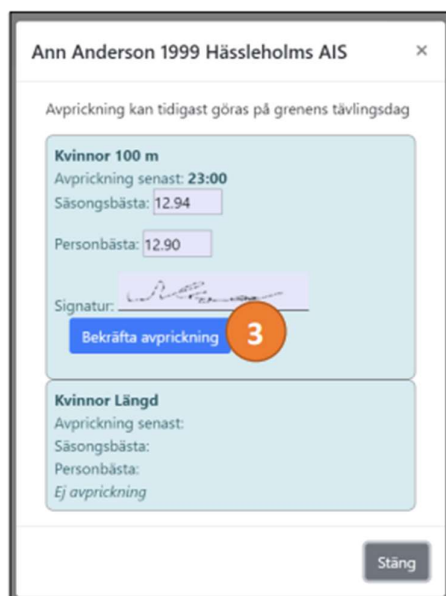 Ann Anderson 1999 Hässleholms AIS ×
Avprickning kan tidigast göras på grenens tävlingsdag
Kvinnor 100 m
Avprickning senast: 23:00
Säsongsbästa: 12.94
Personbästa: 12.90
Signatur:
Bekräfta avprickning 3
Kvinnor Längd
Avprickning senast:
Säsongsbästa:
Personbästa:
Ej avprickning
Stäng